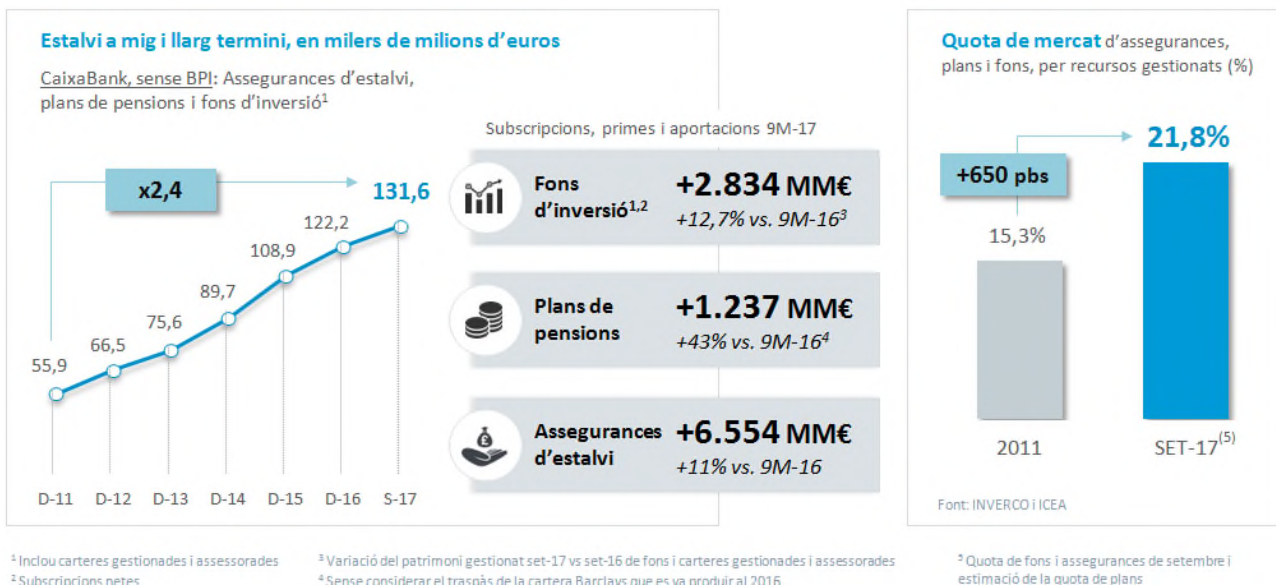 Estalvi a mig i llarg termini, en milers de milions d’euros
CaixaBank, sense BPI: Assegurances d’estalvi,
plans de pensions i fons d’inversió¹
x2,4
131,6
122,2
108,9
89,7
75,6
66,5
55,9
D-11 D-12 D-13 D-14 D-15 D-16 S-17
Subscripcions, primes i aportacions 9M-17
Fons
d’inversió¹,²
+2.834 MM€
+12,7% vs. 9M-16³
Plans de
pensions
+1.237 MM€
+43% vs. 9M-16⁴
Assegurances
d’estalvi
+6.554 MM€
+11% vs. 9M-16
Quota de mercat d’assegurances,
plans i fons, per recursos gestionats (%)
21,8%
+650 pbs
15,3%
2011 SET-17⁽⁵⁾
Font: INVERCO i ICEA
¹ Inclou carteres gestionades i assessorades
² Subscripcions netes
³ Variació del patrimoni gestionat set-17 vs set-16 de fons i carteres gestionades i assessorades
⁴ Sense considerar el traspàs de la cartera Barclays que es va produir al 2016
⁵ Quota de fons i assegurances de setembre i
estimació de la quota de plans